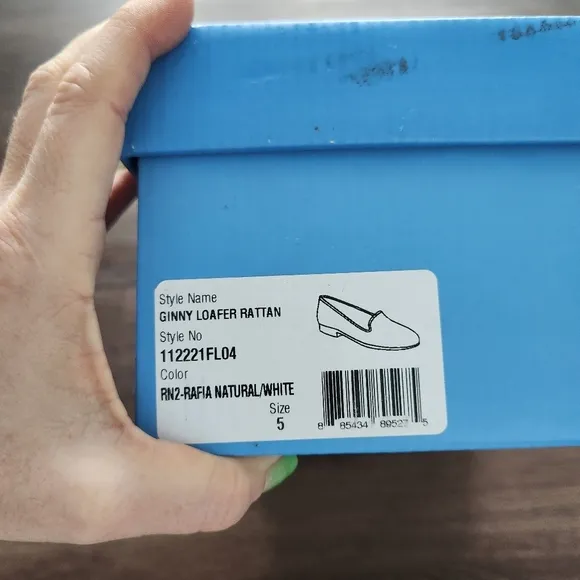 Style Name
GINNY LOAFER RATTAN
Style No
112221FL04
Color
RN2-RAFIA NATURAL/WHITE
Size
5
8 85434 89527 5